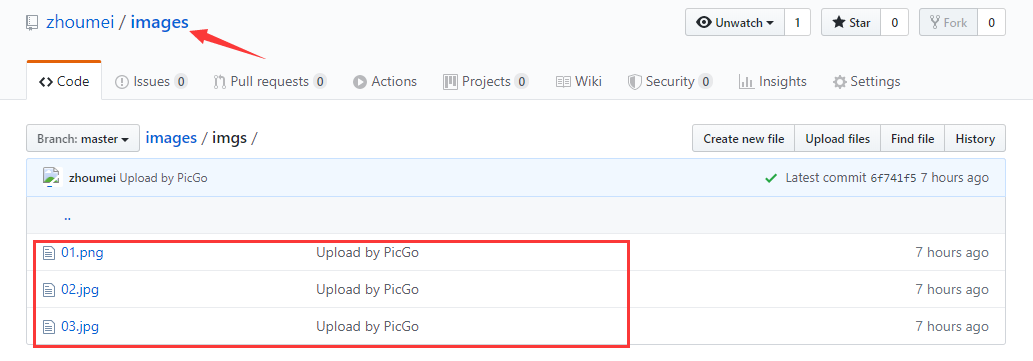 zhoumei / images Unwatch 1 Star 0 Fork 0
Code Issues 0 Pull requests 0 Actions Projects 0 Wiki Security 0 Insights Settings
Branch: master images / imgs / Create new file Upload files Find file History
zhoumei Upload by PicGo Latest commit 6f741f5 7 hours ago
..
01.png Upload by PicGo 7 hours ago
02.jpg Upload by PicGo 7 hours ago
03.jpg Upload by PicGo 7 hours ago